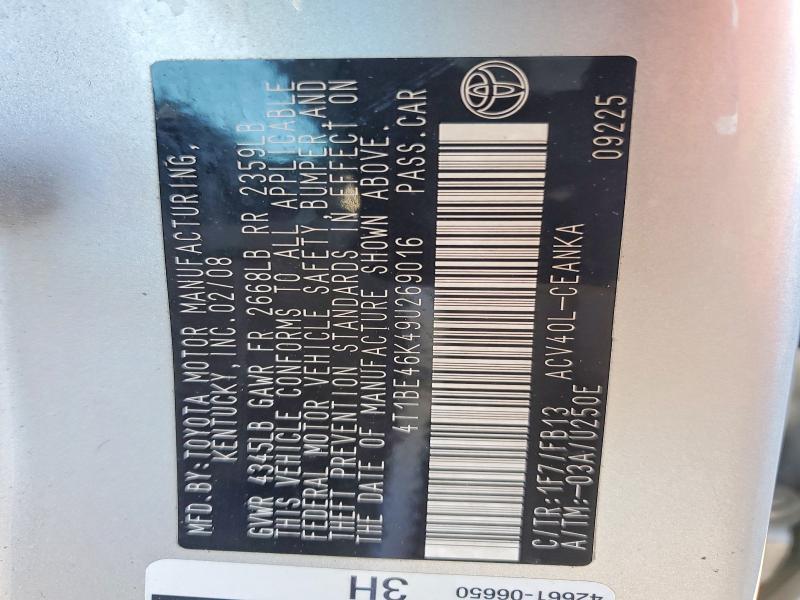 MFD.BY:TOYOTA MOTOR MANUFACTURING,
KENTUCKY, INC. 02/08
GVWR 4345LB GAWR FR 2668LB RR 2359LB
THIS VEHICLE CONFORMS TO ALL APPLICABLE
FEDERAL MOTOR VEHICLE SAFETY, BUMPER AND
THEFT PREVENTION STANDARDS IN EFFECT ON
THE DATE OF MANUFACTURE SHOWN ABOVE.
4T1BE46K49U269016 PASS.CAR
C/TR:1F7/FB13 ACV40L-CEANKA
A/TM:-03A/U250E 09225
3H
42661-06650